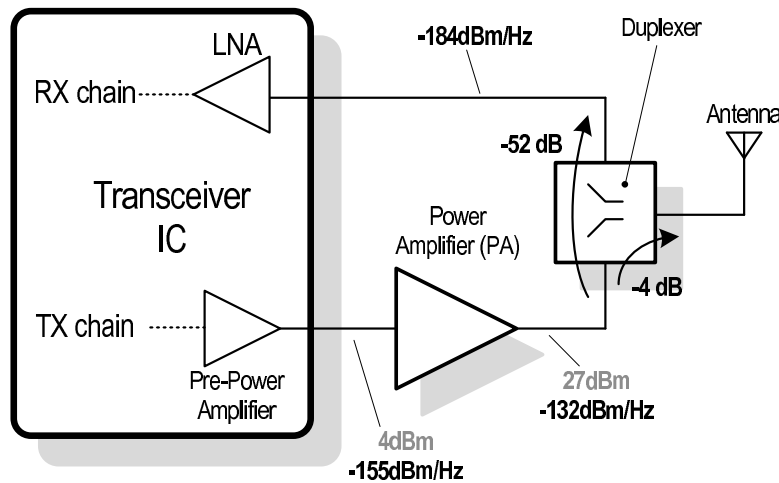 LNA
-184dBm/Hz
Duplexer
RX chain
-52 dB
Antenna
Transceiver
IC
Power
Amplifier (PA)
-4 dB
TX chain
Pre-Power
Amplifier
27dBm
-132dBm/Hz
4dBm
-155dBm/Hz